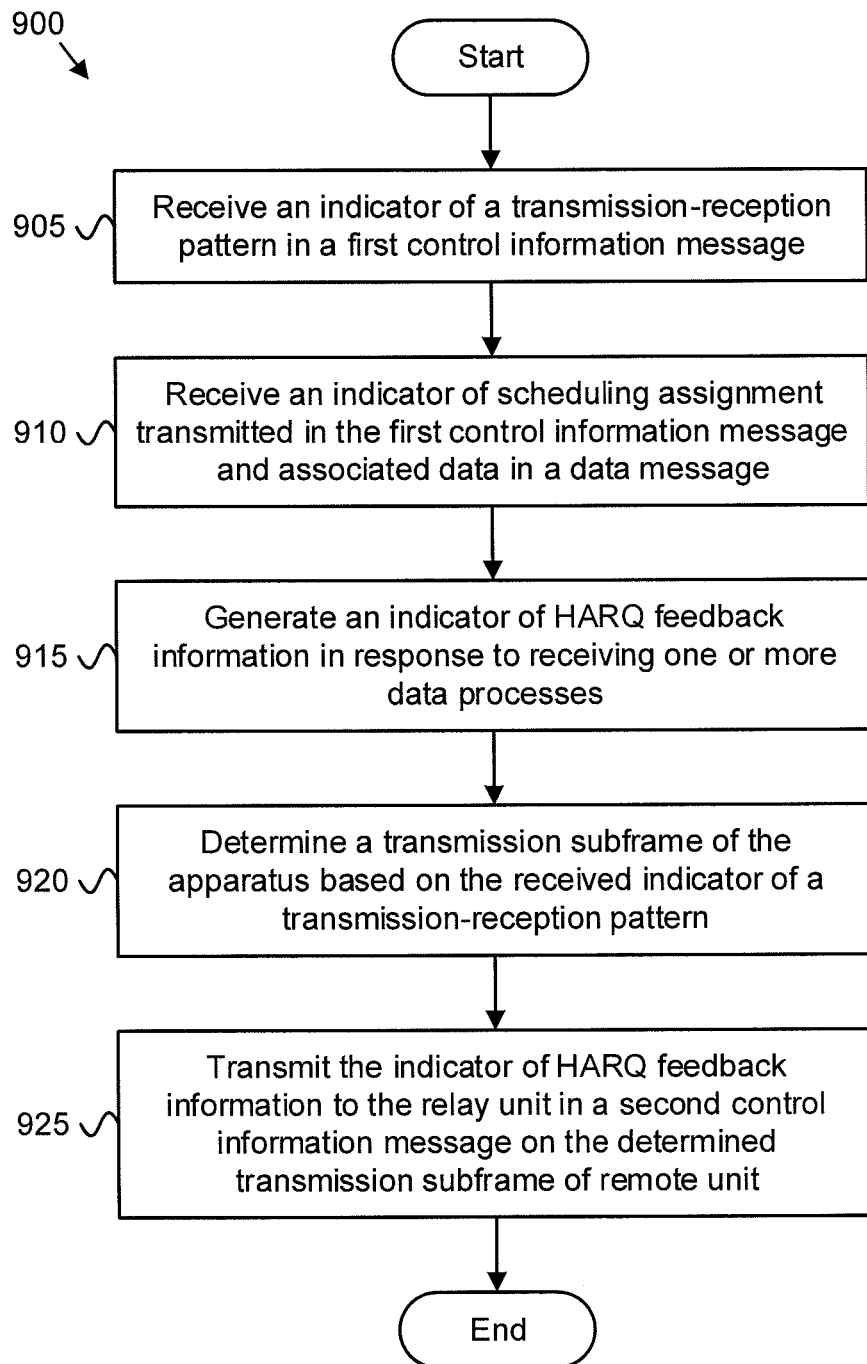 900
Start
905
Receive an indicator of a transmission-reception
pattern in a first control information message
910
Receive an indicator of scheduling assignment
transmitted in the first control information message
and associated data in a data message
915
Generate an indicator of HARQ feedback
information in response to receiving one or more
data processes
920
Determine a transmission subframe of the
apparatus based on the received indicator of a
transmission-reception pattern
925
Transmit the indicator of HARQ feedback
information to the relay unit in a second control
information message on the determined
transmission subframe of remote unit
End